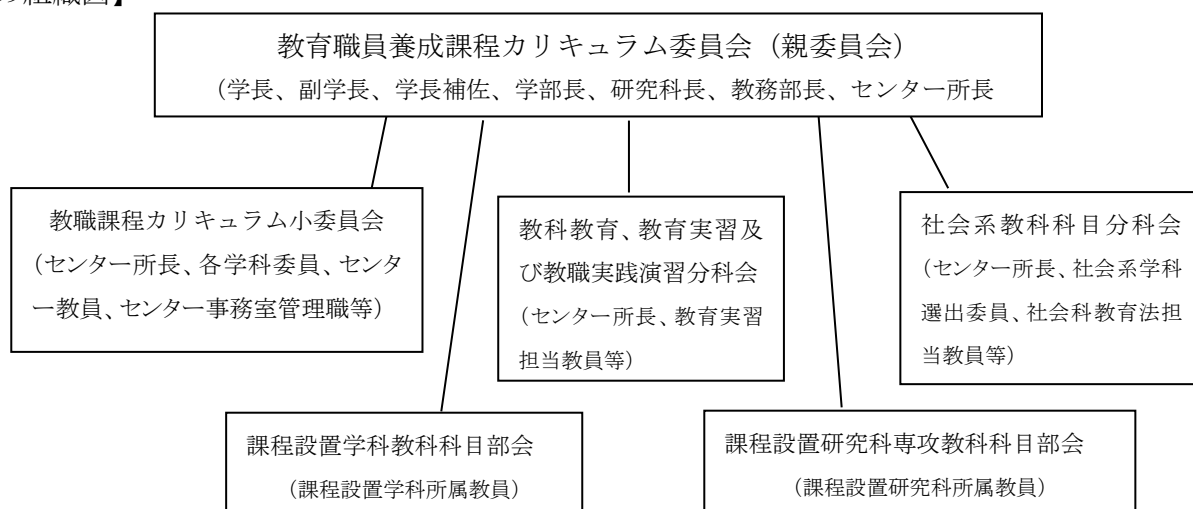 の組織図】
教育職員養成課程カリキュラム委員会（親委員会）
（学長、副学長、学長補佐、学部長、研究科長、教務部長、センター所長
教職課程カリキュラム小委員会
（センター所長、各学科委員、センタ
ー教員、センター事務室管理職等）
教科教育、教育実習及
び教職実践演習分科会
（センター所長、教育実習
担当教員等）
社会系教科科目分科会
（センター所長、社会系学科
選出委員、社会科教育法担
当教員等）
課程設置学科教科科目部会
（課程設置学科所属教員）
課程設置研究科専攻教科科目部会
（課程設置研究科所属教員）